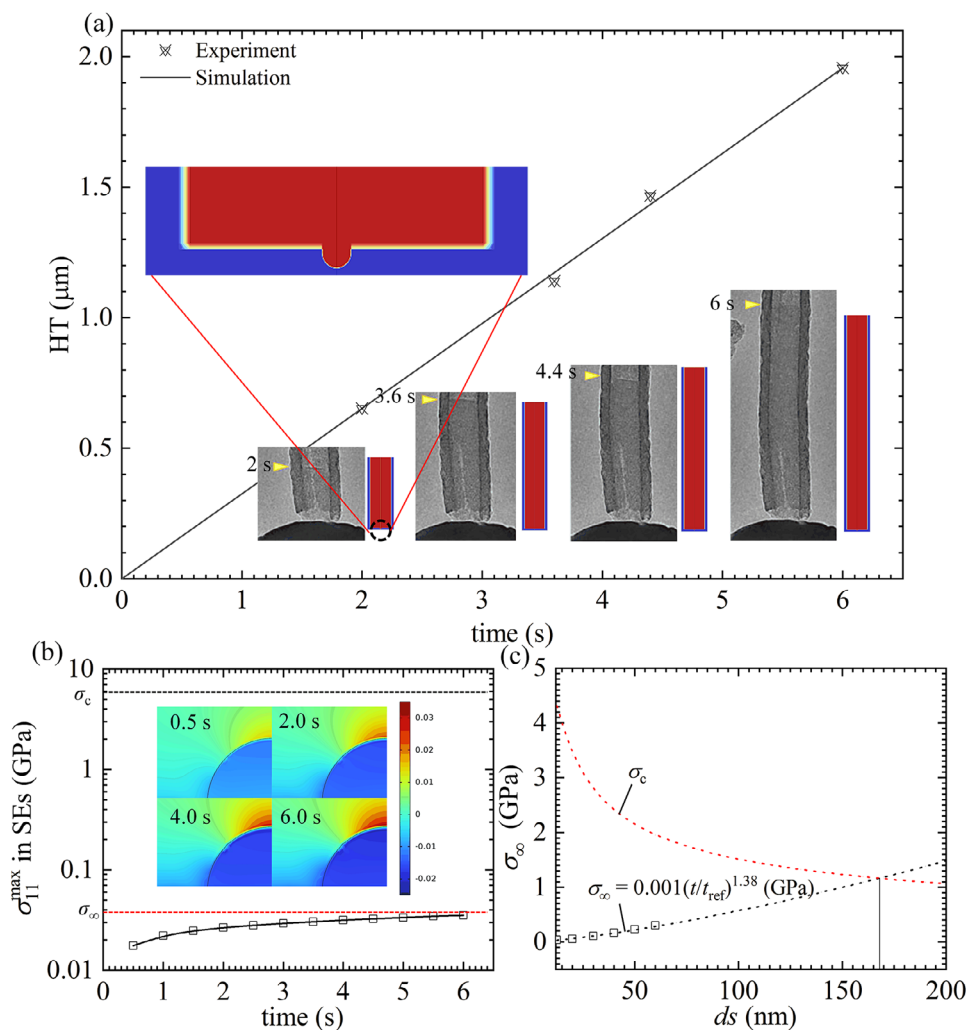 (a)
2.0
1.5
1.0
0.5
0.0
HT (μm)
Experiment
Simulation
2 s
3.6 s
4.4 s
6 s
0 1 2 3 4 5 6
time (s)
(b)
10
σc
1
0.1
σ∞
0.01
σ11max in SEs (GPa)
0.5 s
2.0 s
4.0 s
6.0 s
0.03
0.02
0.01
0
-0.01
-0.02
0 1 2 3 4 5 6
time (s)
(c)
5
4
3
2
1
0
σ∞ (GPa)
σc
σ∞ = 0.001(t/tref)1.38 (GPa)
50 100 150 200
ds (nm)